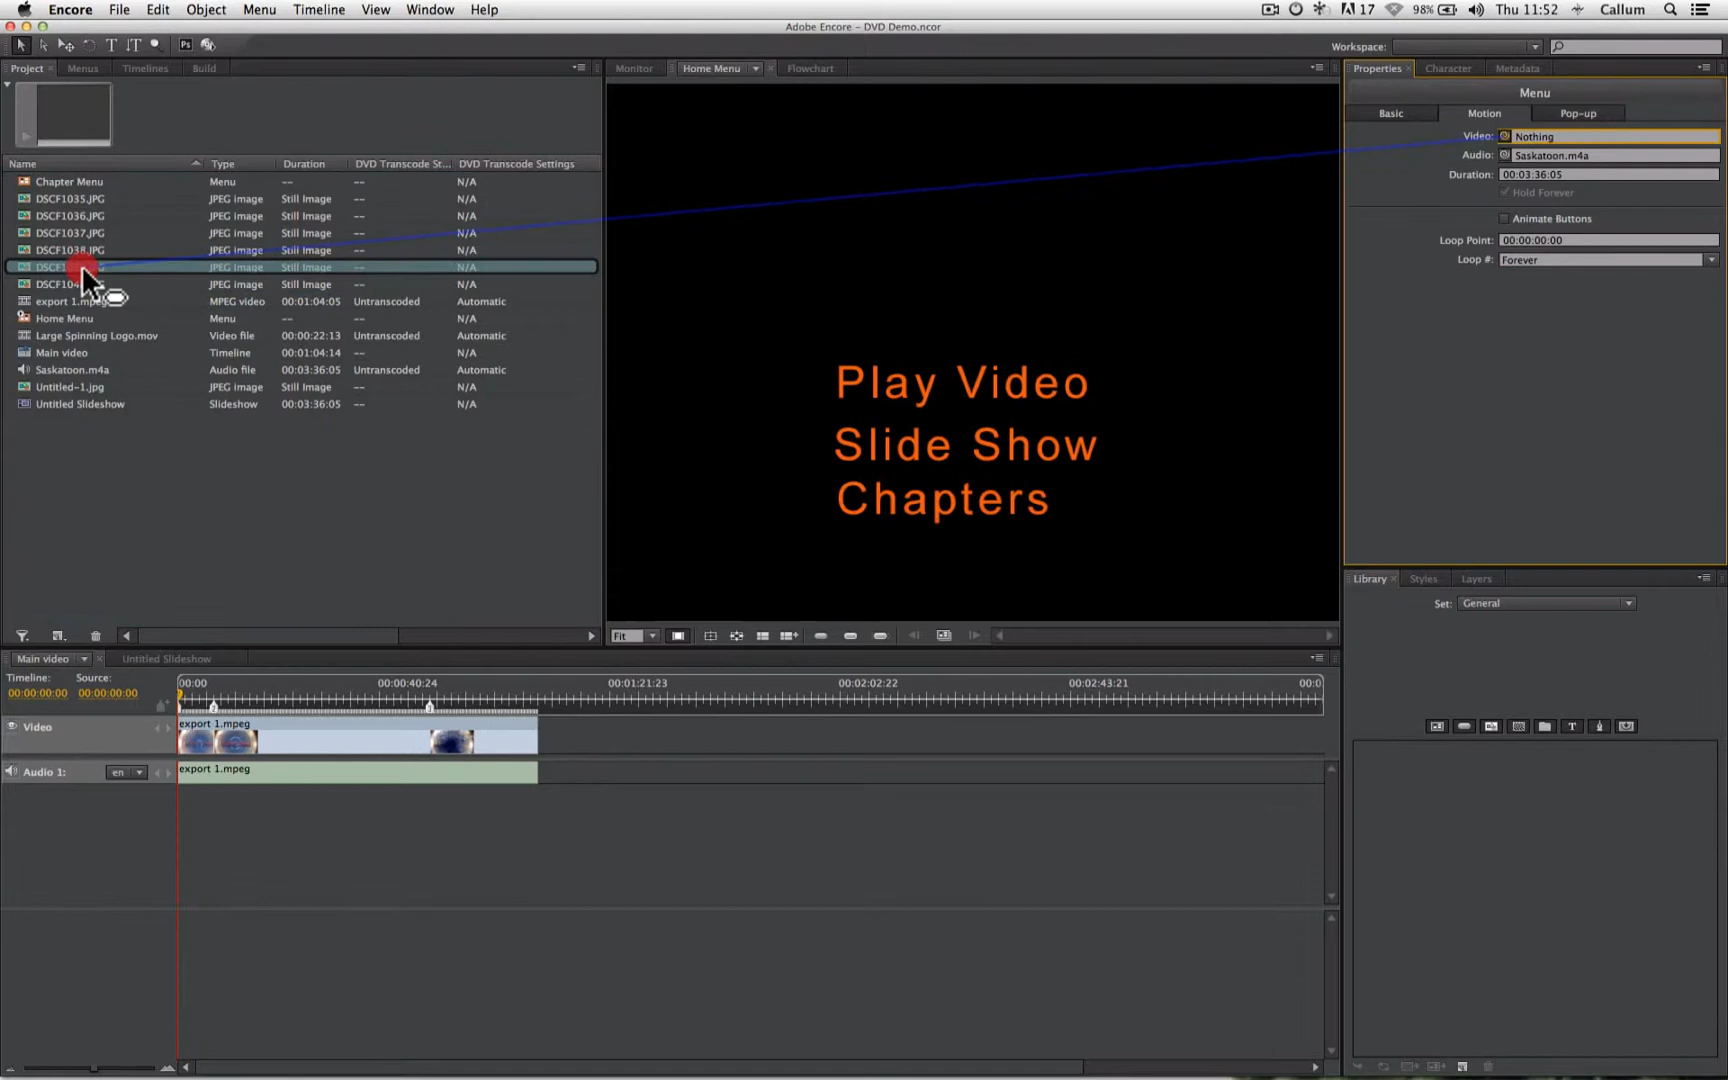 Encore File Edit Object Menu Timeline View Window Help 17 98% Thu 11:52 Callum
Adobe Encore – DVD Demo.ncor
T IT Ps Workspace:
Project Menus Timelines Build Monitor Home Menu Flowchart Properties Character Metadata
Menu
Basic Motion Pop-up
Video: Nothing
Audio: Saskatoon.m4a
Duration: 00:03:36:05
Hold Forever
Animate Buttons
Loop Point: 00:00:00:00
Loop #: Forever
Name Type Duration DVD Transcode St... DVD Transcode Settings
Chapter Menu Menu -- -- N/A
DSCF1035.JPG JPEG image Still Image -- N/A
DSCF1036.JPG JPEG image Still Image -- N/A
DSCF1037.JPG JPEG image Still Image -- N/A
DSCF1038.JPG JPEG image Still Image -- N/A
JPEG image Still Image -- N/A
JPEG image Still Image -- N/A
export 1.mpeg MPEG video 00:01:04:05 Untranscoded Automatic
Home Menu Menu -- -- N/A
Large Spinning Logo.mov Video file 00:00:22:13 Untranscoded Automatic
Main video Timeline 00:01:04:14 -- N/A
Saskatoon.m4a Audio file 00:03:36:05 Untranscoded Automatic
Untitled-1.jpg JPEG image Still Image -- N/A
Untitled Slideshow Slideshow 00:03:36:05 -- N/A
Play Video
Slide Show
Chapters
Fit
Library Styles Layers
Set: General
T
Main video Untitled Slideshow
Timeline: Source:
00:00:00:00 00:00:00:00
00:00 00:00:40:24 00:01:21:23 00:02:02:22 00:02:43:21 00:0
Video export 1.mpeg
Audio 1: en export 1.mpeg